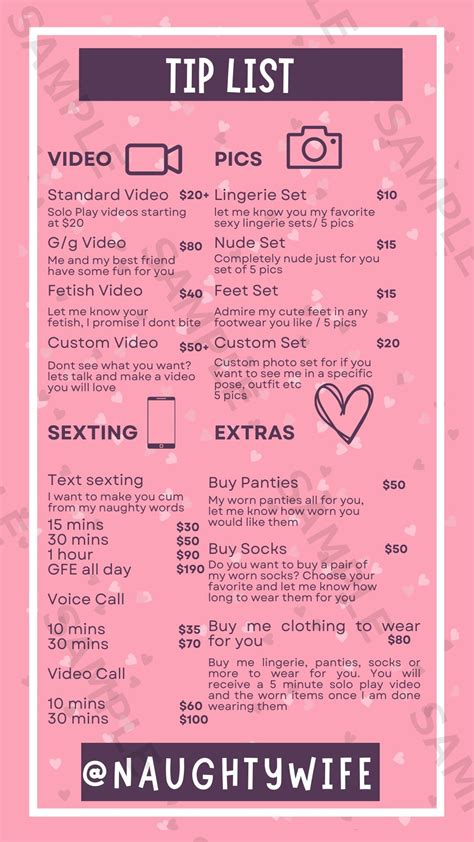 TIP LIST
VIDEO
Standard Video $20+
Solo Play videos starting
at $20
G/g Video $80
Me and my best friend
have some fun for you
Fetish Video $40
Let me know your
fetish, I promise I dont bite
Custom Video $50+
Dont see what you want?
lets talk and make a video
you will love
PICS
Lingerie Set $10
let me know you my favorite
sexy lingerie sets/ 5 pics
Nude Set $15
Completely nude just for you
set of 5 pics
Feet Set $15
Admire my cute feet in any
footwear you like / 5 pics
Custom Set $20
Custom photo set for if you
want to see me in a specific
pose, outfit etc
5 pics
SEXTING
Text sexting
I want to make you cum
from my naughty words
15 mins $30
30 mins $50
1 hour $90
GFE all day $190
Voice Call
10 mins $35
30 mins $70
Video Call
10 mins $60
30 mins $100
EXTRAS
Buy Panties $50
My worn panties all for you,
let me know how worn you
would like them
Buy Socks $50
Do you want to buy a pair of
my worn socks? Choose your
favorite and let me know how
long to wear them for you
Buy me clothing to wear
for you $80
Buy me lingerie, panties, socks or
more to wear for you. You will
receive a 5 minute solo play video
and the worn items once I am done
wearing them
@NAUGHTYWIFE
SAMPLE
SAMPLE
SAMPLE
SAMPLE
SAMPLE
SAMPLE